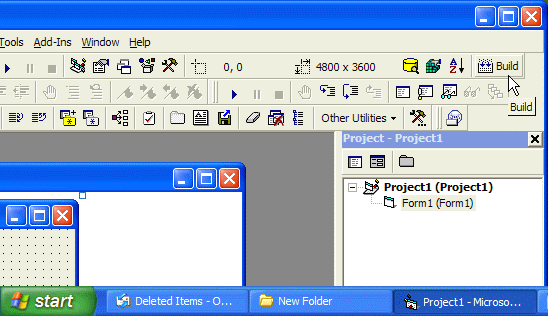 Tools Add-Ins Window Help
0, 0 4800 x 3600 Build
Build
Other Utilities
Project - Project1
Project1 (Project1)
Form1 (Form1)
start Deleted Items - O... New Folder Project1 - Microso...